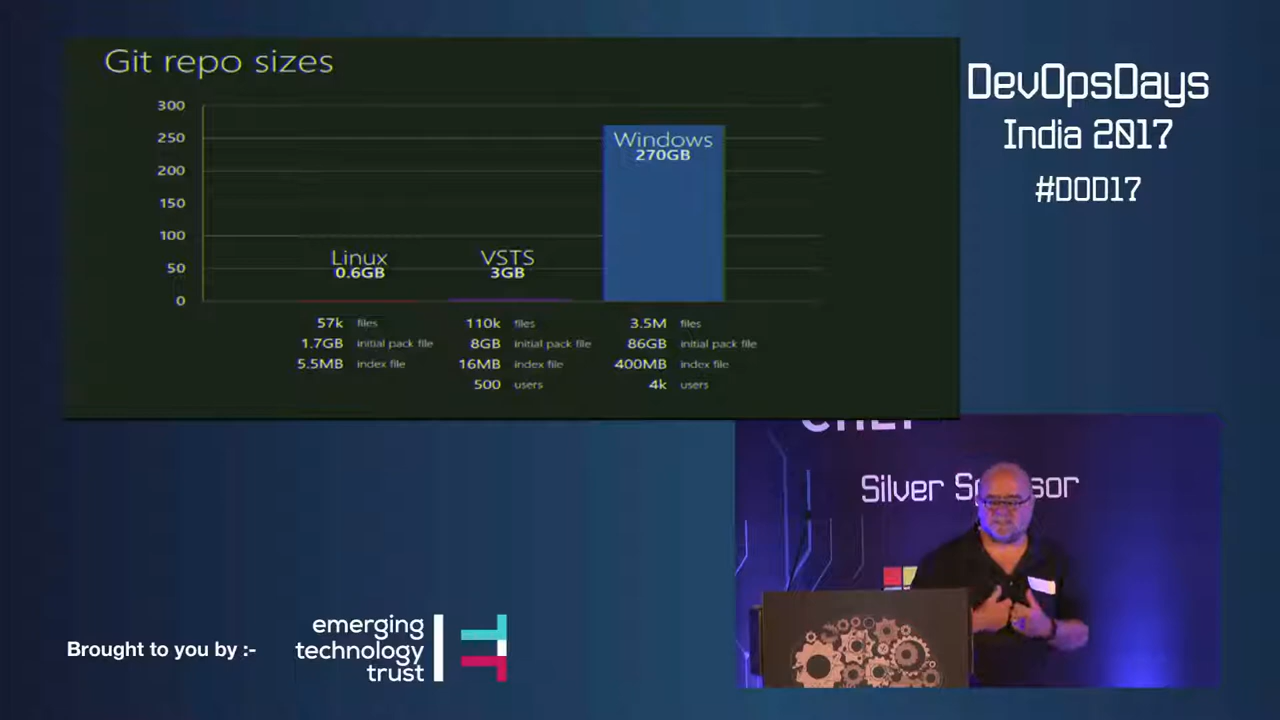 Git repo sizes
300
250
200
150
100
50
0
Windows
270GB
Linux
0.6GB
VSTS
3GB
57k files
1.7GB initial pack file
5.5MB index file
110k files
8GB initial pack file
16MB index file
500 users
3.5M files
86GB initial pack file
400MB index file
4k users
DevOpsDays
India 2017
#DOD17
Silver Sp sor
Brought to you by :-
emerging
technology
trust